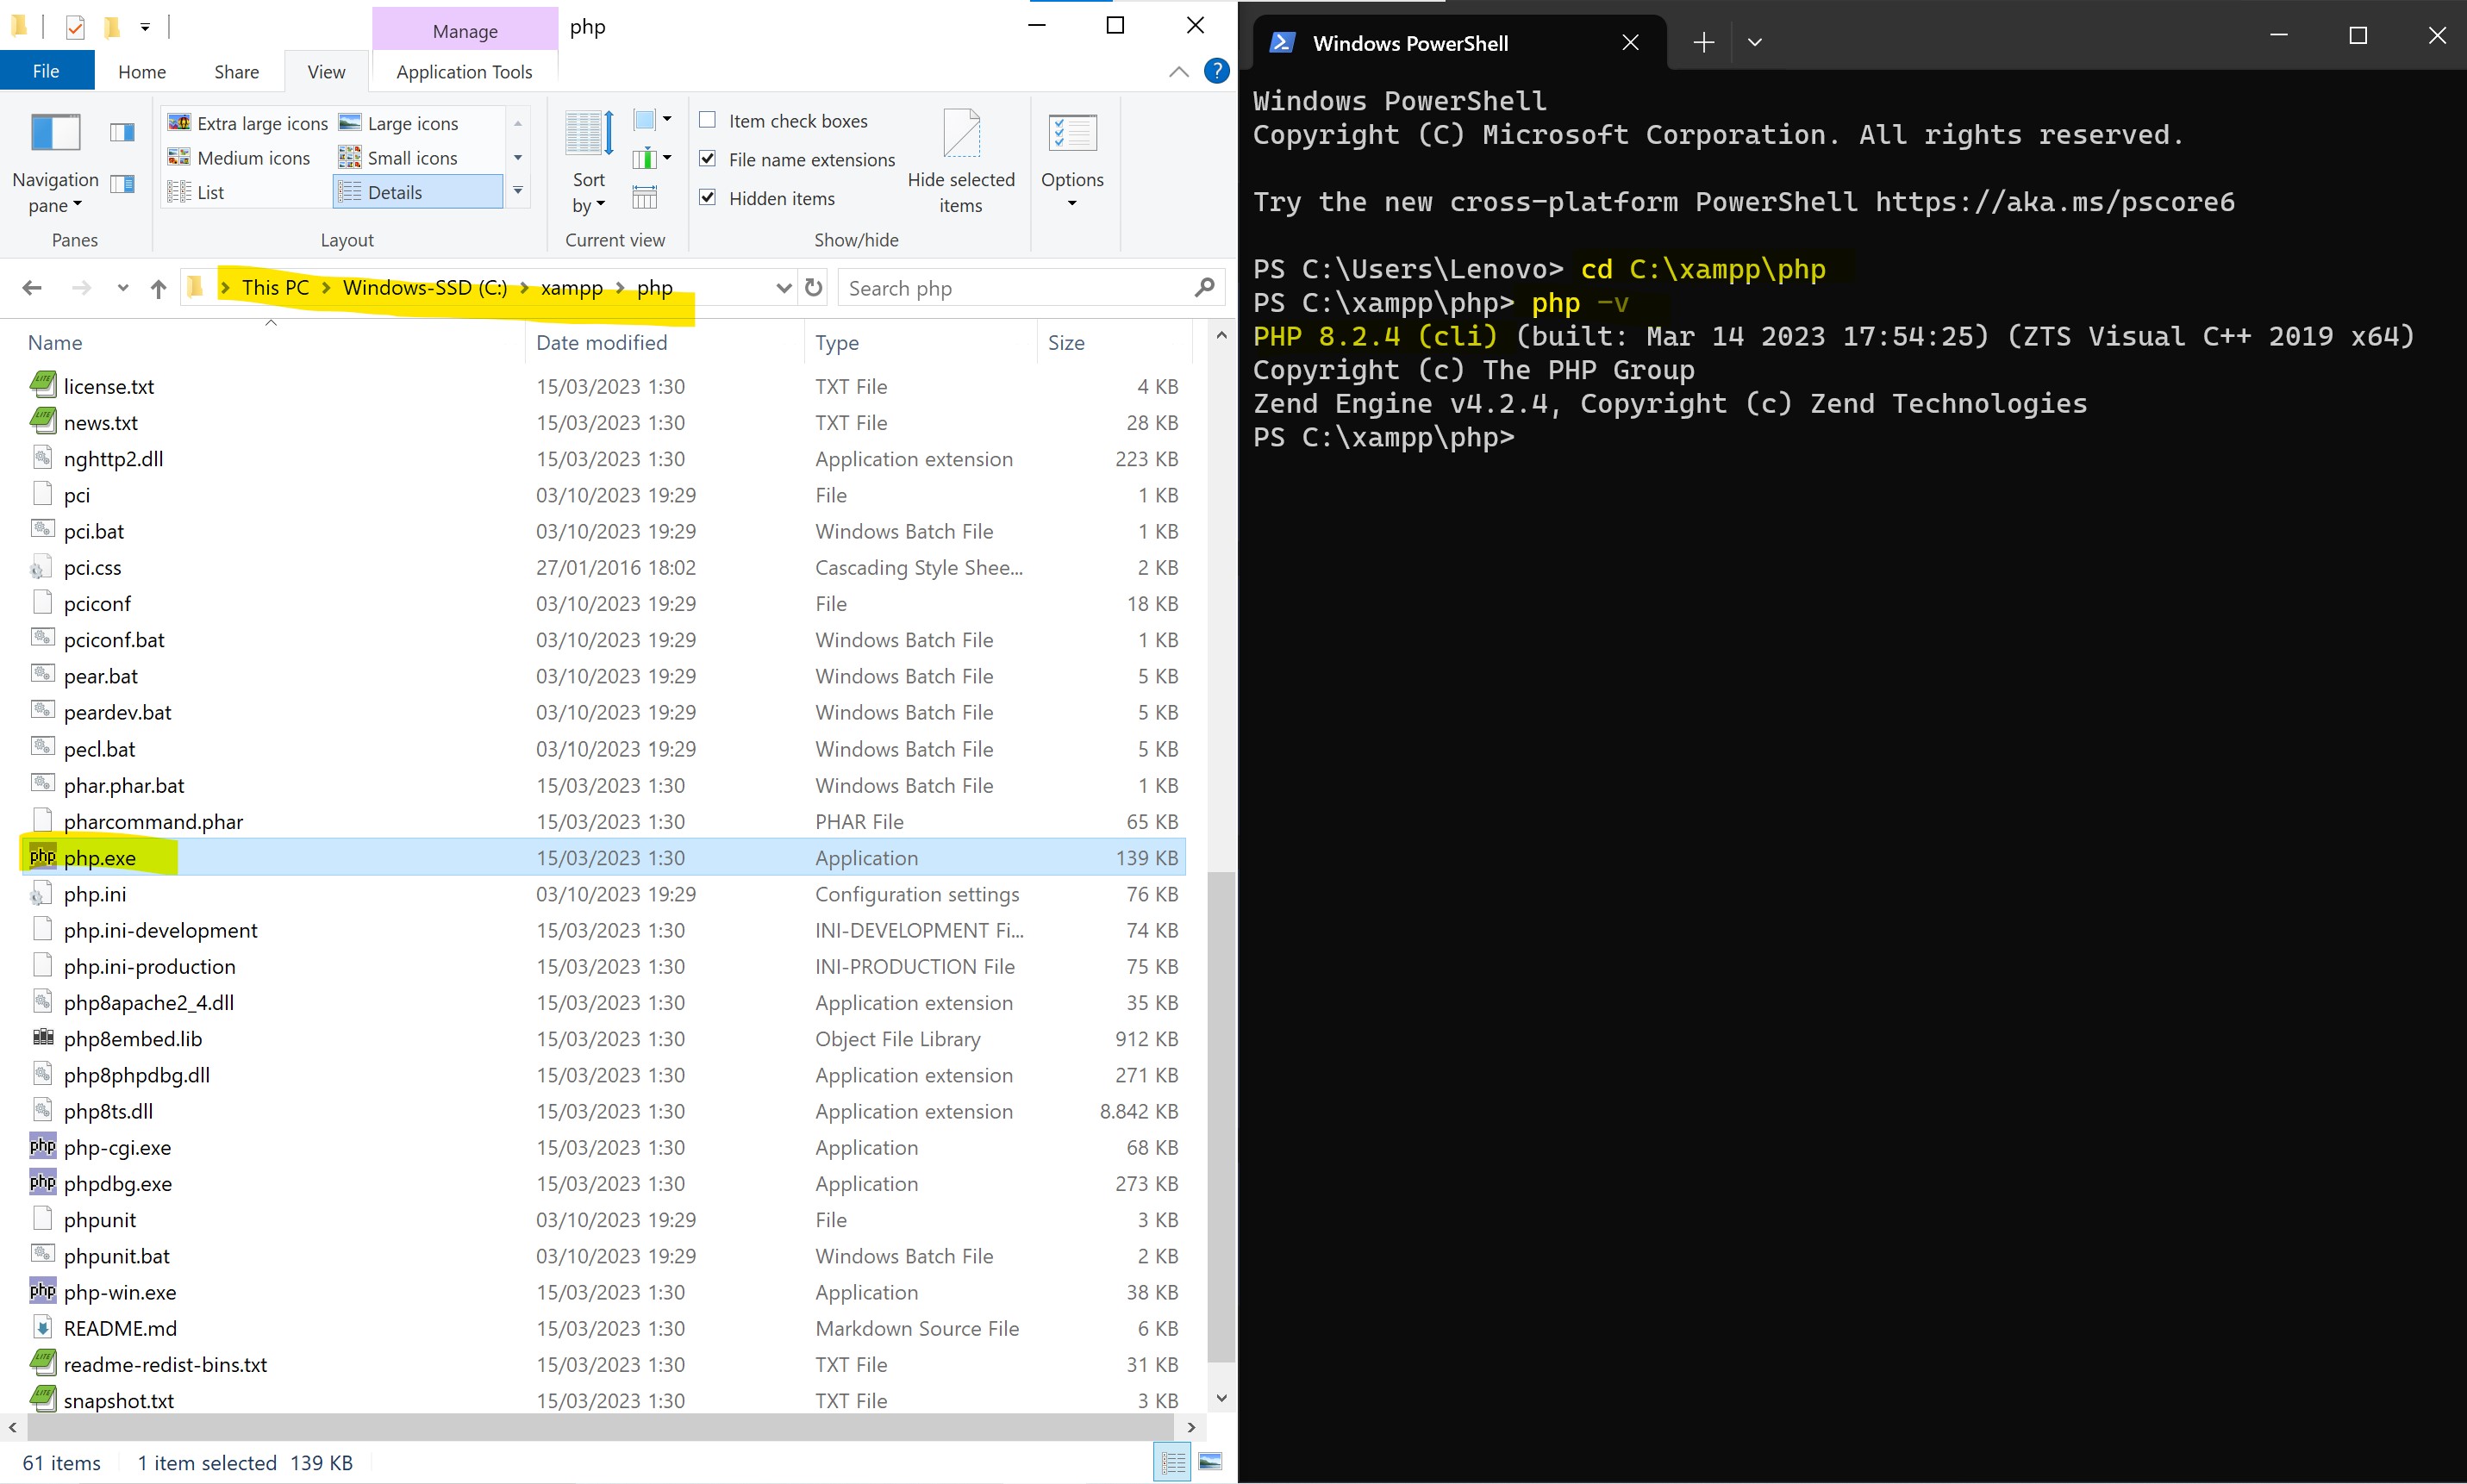 Manage
php
File Home Share View Application Tools
Navigation pane
Panes
Extra large icons Large icons
Medium icons Small icons
List Details
Layout
Sort by
Current view
Item check boxes
File name extensions
Hidden items
Hide selected items
Show/hide
Options
This PC Windows-SSD (C:) xampp php
Search php
Name Date modified Type Size
license.txt 15/03/2023 1:30 TXT File 4 KB
news.txt 15/03/2023 1:30 TXT File 28 KB
nghttp2.dll 15/03/2023 1:30 Application extension 223 KB
pci 03/10/2023 19:29 File 1 KB
pci.bat 03/10/2023 19:29 Windows Batch File 1 KB
pci.css 27/01/2016 18:02 Cascading Style Shee... 2 KB
pciconf 03/10/2023 19:29 File 18 KB
pciconf.bat 03/10/2023 19:29 Windows Batch File 1 KB
pear.bat 03/10/2023 19:29 Windows Batch File 5 KB
peardev.bat 03/10/2023 19:29 Windows Batch File 5 KB
pecl.bat 03/10/2023 19:29 Windows Batch File 5 KB
phar.phar.bat 15/03/2023 1:30 Windows Batch File 1 KB
pharcommand.phar 15/03/2023 1:30 PHAR File 65 KB
php php.exe 15/03/2023 1:30 Application 139 KB
php.ini 03/10/2023 19:29 Configuration settings 76 KB
php.ini-development 15/03/2023 1:30 INI-DEVELOPMENT Fi... 74 KB
php.ini-production 15/03/2023 1:30 INI-PRODUCTION File 75 KB
php8apache2_4.dll 15/03/2023 1:30 Application extension 35 KB
php8embed.lib 15/03/2023 1:30 Object File Library 912 KB
php8phpdbg.dll 15/03/2023 1:30 Application extension 271 KB
php8ts.dll 15/03/2023 1:30 Application extension 8.842 KB
php php-cgi.exe 15/03/2023 1:30 Application 68 KB
php phpdbg.exe 15/03/2023 1:30 Application 273 KB
phpunit 03/10/2023 19:29 File 3 KB
phpunit.bat 03/10/2023 19:29 Windows Batch File 2 KB
php php-win.exe 15/03/2023 1:30 Application 38 KB
README.md 15/03/2023 1:30 Markdown Source File 6 KB
readme-redist-bins.txt 15/03/2023 1:30 TXT File 31 KB
snapshot.txt 15/03/2023 1:30 TXT File 3 KB
61 items 1 item selected 139 KB
Windows PowerShell
Windows PowerShell
Copyright (C) Microsoft Corporation. All rights reserved.
Try the new cross-platform PowerShell https://aka.ms/pscore6
PS C:\Users\Lenovo> cd C:\xampp\php
PS C:\xampp\php> php -v
PHP 8.2.4 (cli) (built: Mar 14 2023 17:54:25) (ZTS Visual C++ 2019 x64)
Copyright (c) The PHP Group
Zend Engine v4.2.4, Copyright (c) Zend Technologies
PS C:\xampp\php>